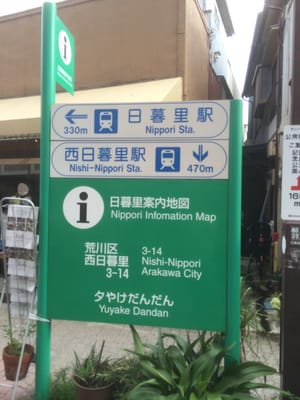 i
日暮里駅
330m
Nippori Sta.
西日暮里駅
Nishi-Nippori Sta.
470m
i
日暮里案内地図
Nippori Infomation Map
荒川区
西日暮里
3-14
3-14
Nishi-Nippori
Arakawa City
夕やけだんだん
Yuyake Dandan